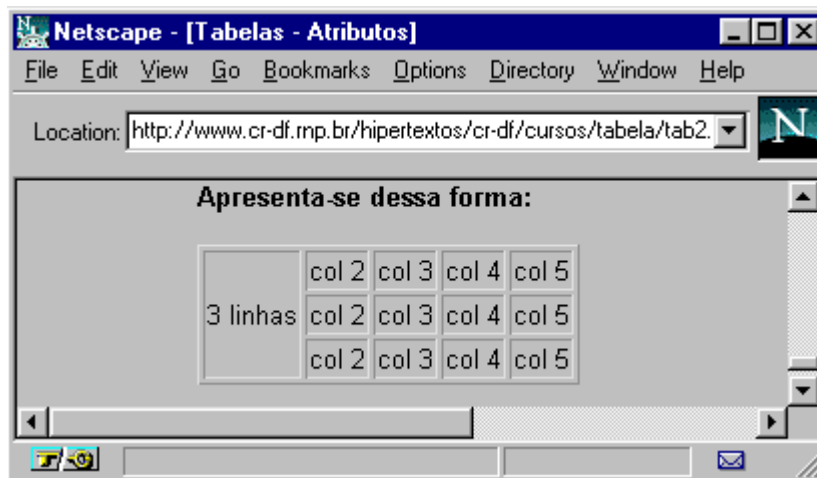 Netscape - [Tabelas - Atributos]
File Edit View Go Bookmarks Options Directory Window Help
Location: http://www.cr-df.rnp.br/hipertextos/cr-df/cursos/tabela/tab2.
N
Apresenta-se dessa forma:
col 2 col 3 col 4 col 5
3 linhas col 2 col 3 col 4 col 5
col 2 col 3 col 4 col 5